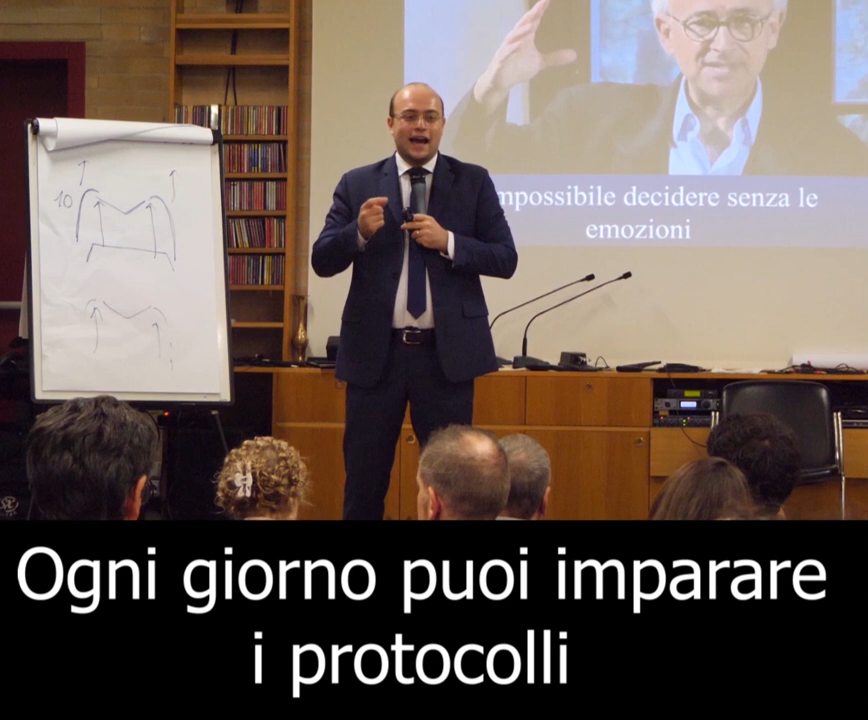 10
mpossibile decidere senza le
emozioni
Ogni giorno puoi imparare
i protocolli